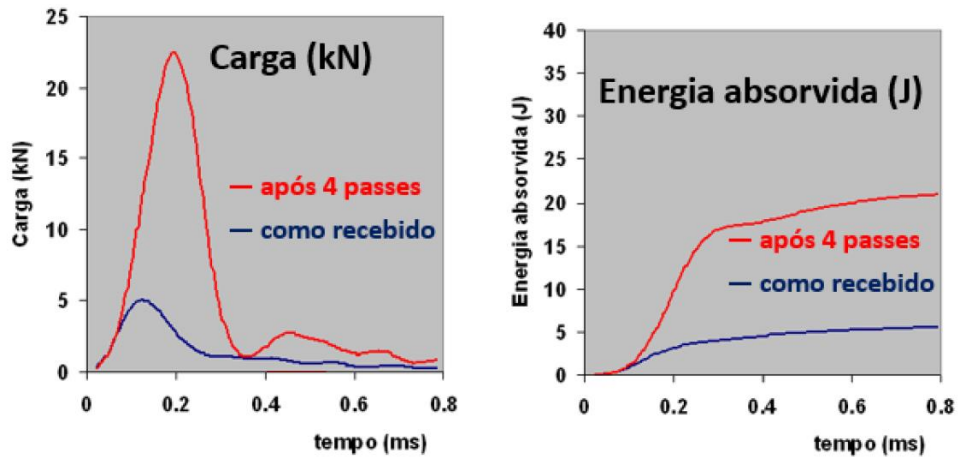 Carga (kN)
Carga (kN)
25
20
15
10
5
0
após 4 passes
como recebido
0
0.2
0.4
0.6
0.8
tempo (ms)
Energia absorvida (J)
Energia absorvida (J)
40
35
30
25
20
15
10
5
0
após 4 passes
como recebido
0
0.2
0.4
0.6
0.8
tempo (ms)